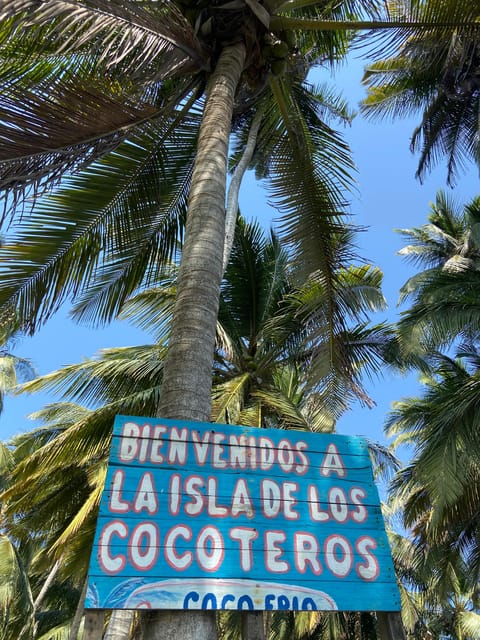 BIENVENIDOS A
LA ISLA DE LOS
COCOTEROS
COCO FRIO